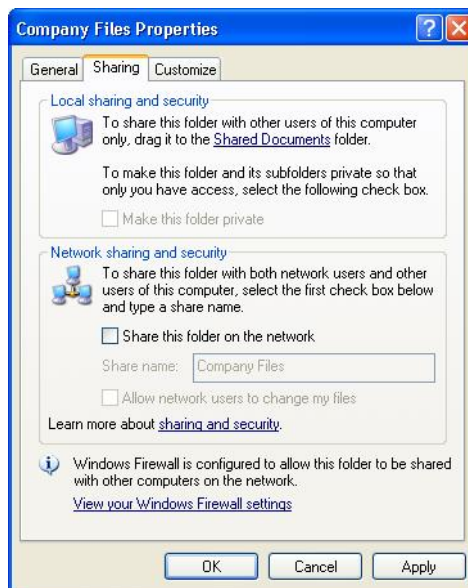 Company Files Properties
General Sharing Customize
Local sharing and security
To share this folder with other users of this computer
only, drag it to the Shared Documents folder.
To make this folder and its subfolders private so that
only you have access, select the following check box.
Make this folder private
Network sharing and security
To share this folder with both network users and other
users of this computer, select the first check box below
and type a share name.
Share this folder on the network
Share name: Company Files
Allow network users to change my files
Learn more about sharing and security.
Windows Firewall is configured to allow this folder to be shared
with other computers on the network.
View your Windows Firewall settings
OK Cancel Apply